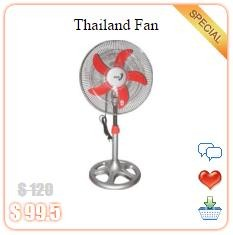 Thailand Fan
SPECIAL
$ 120
$ 99.5